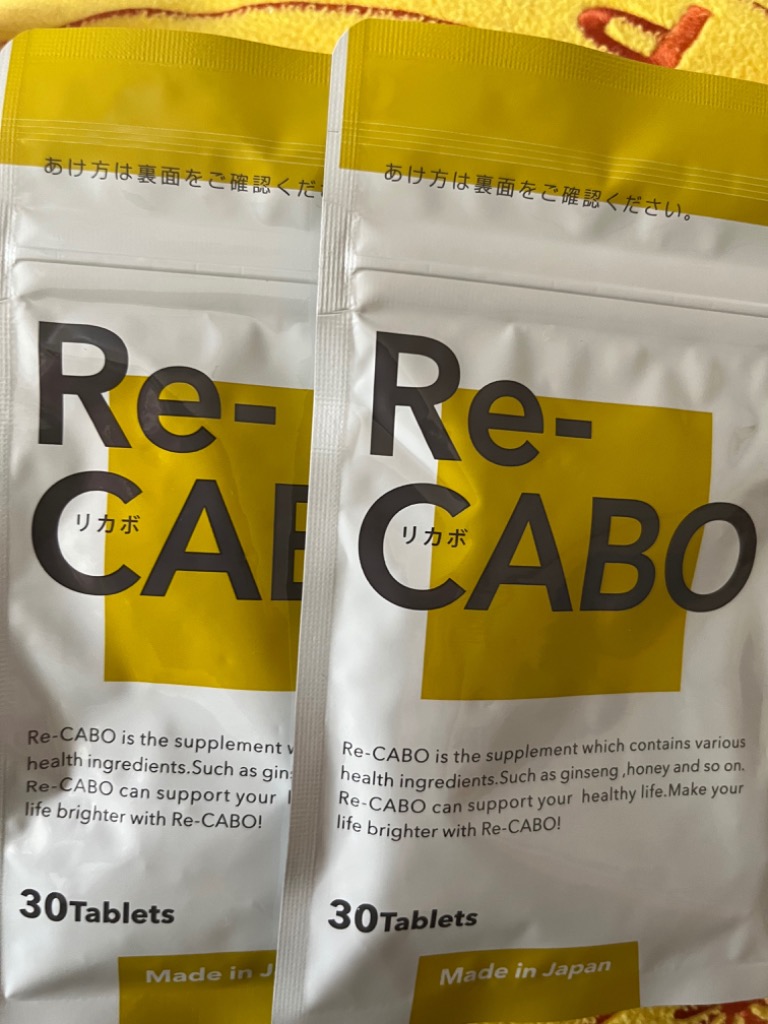 あけ方は裏面をご確認くだ
Re-
CAB
リカボ
Re-CABO is the supplement w
health ingredients.Such as gin
Re-CABO can support your l
life brighter with Re-CABO!
30Tablets
Made in J
あけ方は裏面をご確認ください。
Re-
CABO
リカボ
Re-CABO is the supplement which contains various
health ingredients.Such as ginseng ,honey and so on.
Re-CABO can support your healthy life.Make your
life brighter with Re-CABO!
30Tablets
Made in Japan